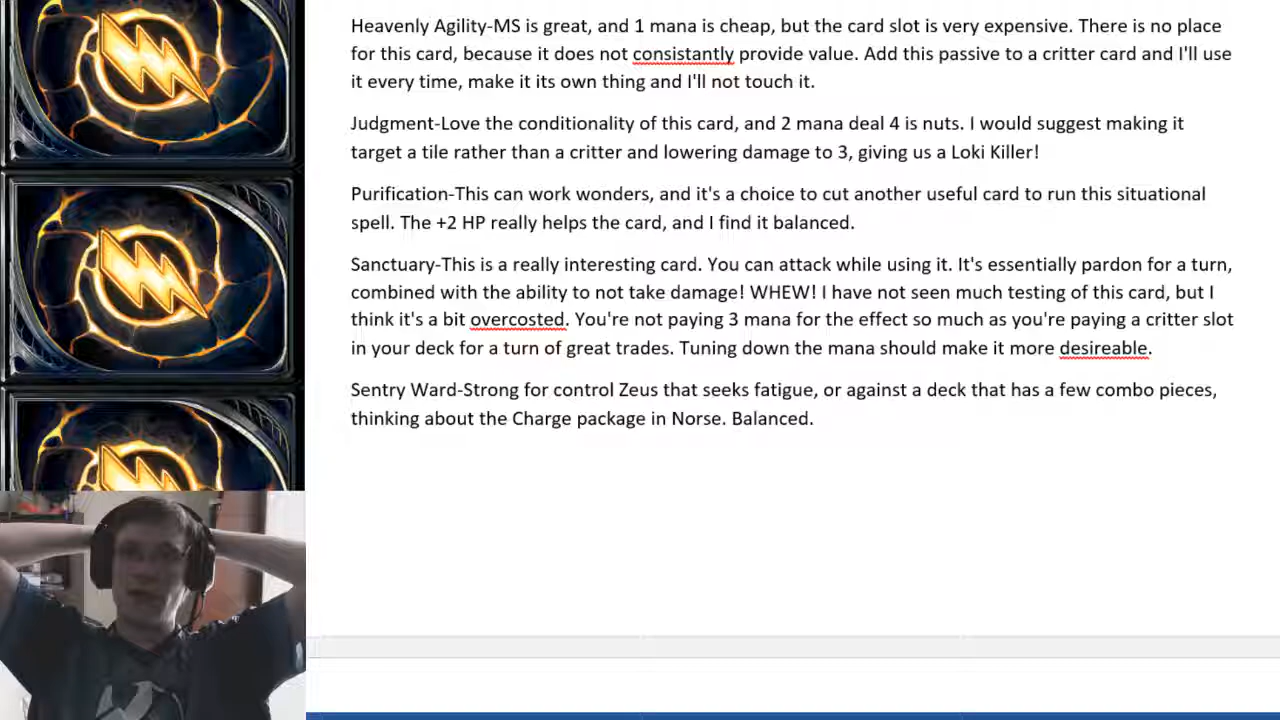 Heavenly Agility-MS is great, and 1 mana is cheap, but the card slot is very expensive. There is no place
for this card, because it does not consistantly provide value. Add this passive to a critter card and I'll use
it every time, make it its own thing and I'll not touch it.
Judgment-Love the conditionality of this card, and 2 mana deal 4 is nuts. I would suggest making it
target a tile rather than a critter and lowering damage to 3, giving us a Loki Killer!
Purification-This can work wonders, and it's a choice to cut another useful card to run this situational
spell. The +2 HP really helps the card, and I find it balanced.
Sanctuary-This is a really interesting card. You can attack while using it. It's essentially pardon for a turn,
combined with the ability to not take damage! WHEW! I have not seen much testing of this card, but I
think it's a bit overcosted. You're not paying 3 mana for the effect so much as you're paying a critter slot
in your deck for a turn of great trades. Tuning down the mana should make it more desireable.
Sentry Ward-Strong for control Zeus that seeks fatigue, or against a deck that has a few combo pieces,
thinking about the Charge package in Norse. Balanced.